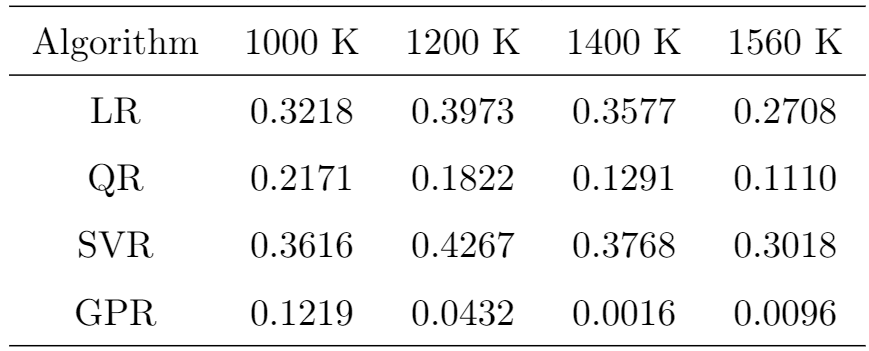 Algorithm 1000 K 1200 K 1400 K 1560 K
LR 0.3218 0.3973 0.3577 0.2708
QR 0.2171 0.1822 0.1291 0.1110
SVR 0.3616 0.4267 0.3768 0.3018
GPR 0.1219 0.0432 0.0016 0.0096